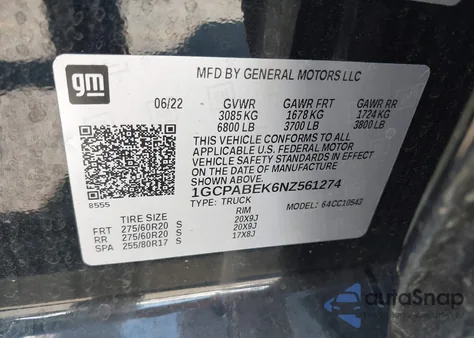 gm
MFD BY GENERAL MOTORS LLC
06/22 GVWR GAWR FRT GAWR RR
3085 KG 1678 KG 1724 KG
6800 LB 3700 LB 3800 LB
THIS VEHICLE CONFORMS TO ALL
APPLICABLE U.S. FEDERAL MOTOR
VEHICLE SAFETY AND THEFT
PREVENTION STANDARDS IN EFFECT
ON THE DATE OF MANUFACTURE
SHOWN ABOVE.
1GCPABEK6NZ561274
TYPE: TRUCK MODEL: 64CC10543
8555
TIRE SIZE RIM
FRT 275/60R20 S 20X9J
RR 275/60R20 S 20X9J
SPA 255/80R17 S 17X8J
autoSnap